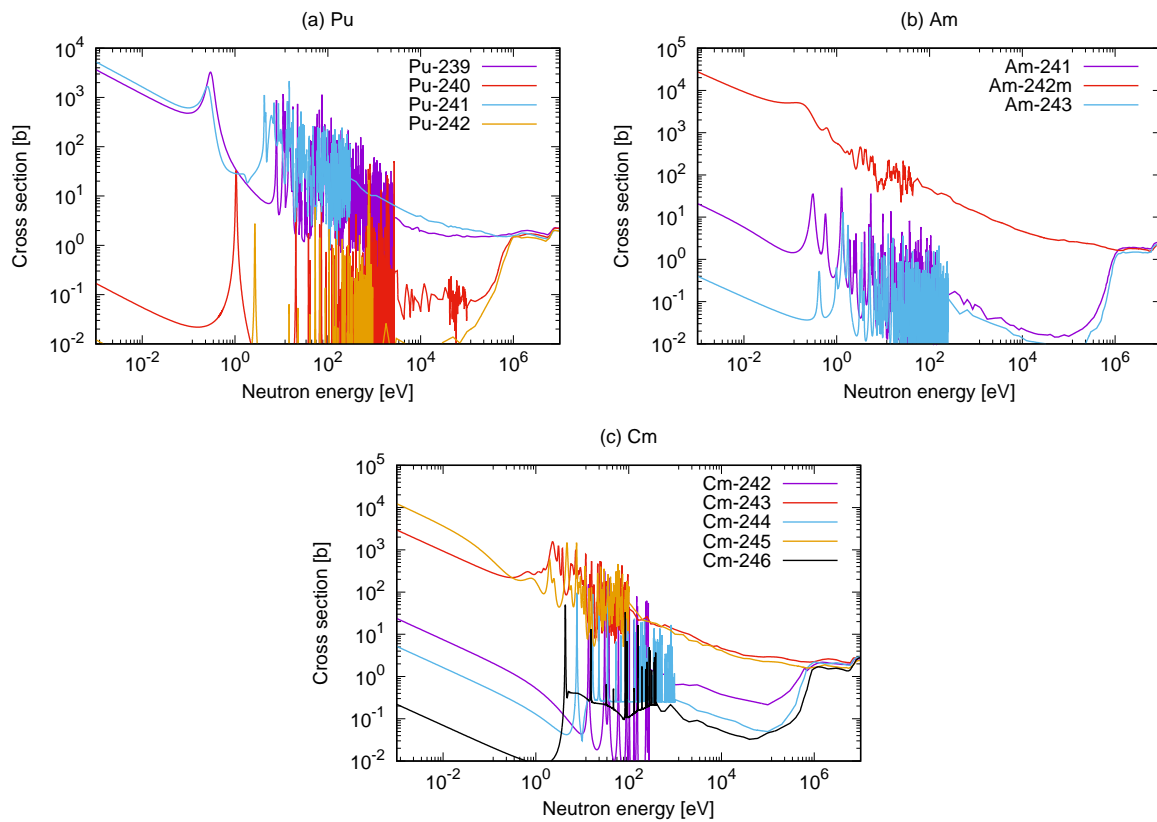 (a) Pu
Cross section [b]
10^4
10^3
10^2
10^1
10^0
10^-1
10^-2
Pu-239
Pu-240
Pu-241
Pu-242
10^-2 10^0 10^2 10^4 10^6
Neutron energy [eV]
(b) Am
Cross section [b]
10^5
10^4
10^3
10^2
10^1
10^0
10^-1
10^-2
Am-241
Am-242m
Am-243
10^-2 10^0 10^2 10^4 10^6
Neutron energy [eV]
(c) Cm
Cross section [b]
10^5
10^4
10^3
10^2
10^1
10^0
10^-1
10^-2
Cm-242
Cm-243
Cm-244
Cm-245
Cm-246
10^-2 10^0 10^2 10^4 10^6
Neutron energy [eV]